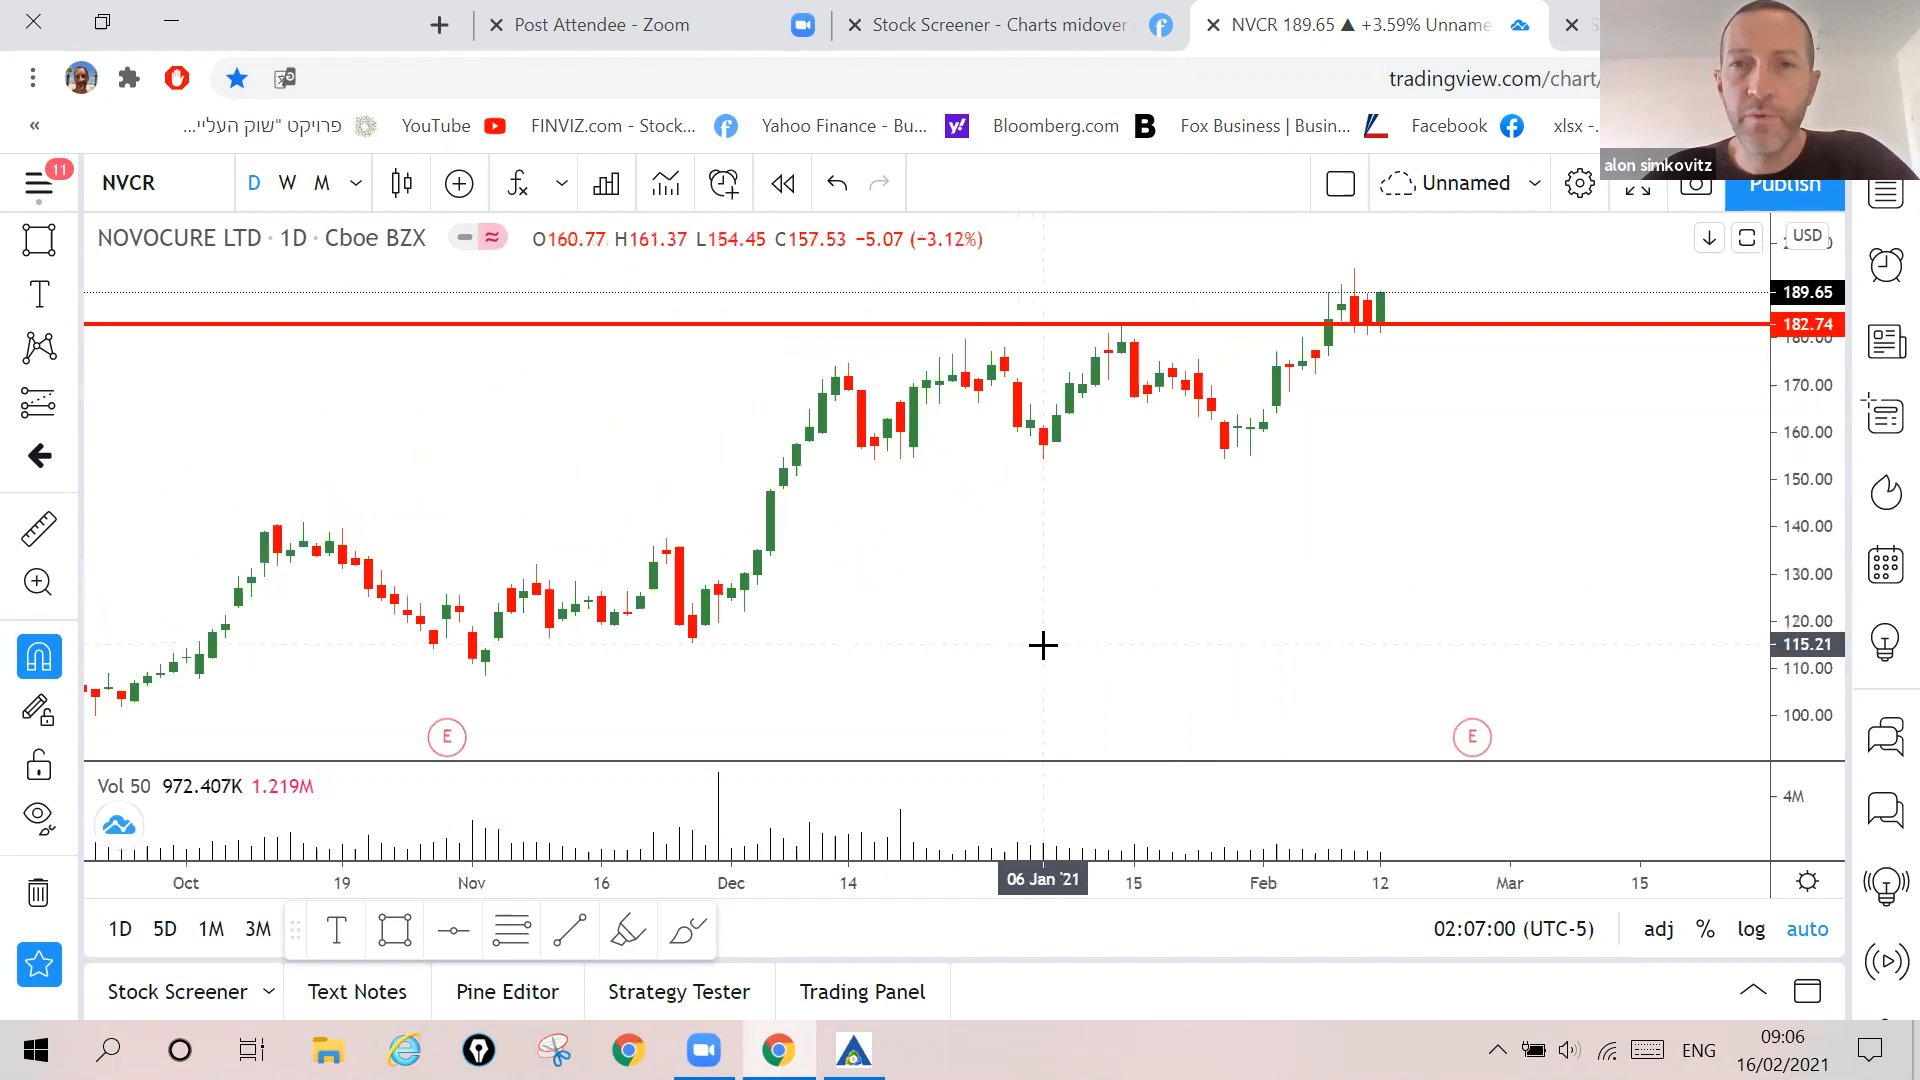 Post Attendee - Zoom
Stock Screener - Charts midover
NVCR 189.65 ▲ +3.59% Unname
tradingview.com/chart/
פרויקט "שוק העליי...
YouTube
FINVIZ.com - Stock...
Yahoo Finance - Bu...
Bloomberg.com
Fox Business | Busin...
Facebook
xlsx -.
alon simkovitz
11
NVCR
D W M
Unnamed
Publish
NOVOCURE LTD · 1D · Cboe BZX
O160.77 H161.37 L154.45 C157.53 −5.07 (−3.12%)
USD
189.65
182.74
180.00
170.00
160.00
150.00
140.00
130.00
120.00
115.21
110.00
100.00
E
E
Vol 50 972.407K 1.219M
4M
Oct 19 Nov 16 Dec 14 06 Jan '21 15 Feb 12 Mar 15
1D 5D 1M 3M
02:07:00 (UTC-5)
adj % log auto
Stock Screener
Text Notes
Pine Editor
Strategy Tester
Trading Panel
ENG
09:06
16/02/2021